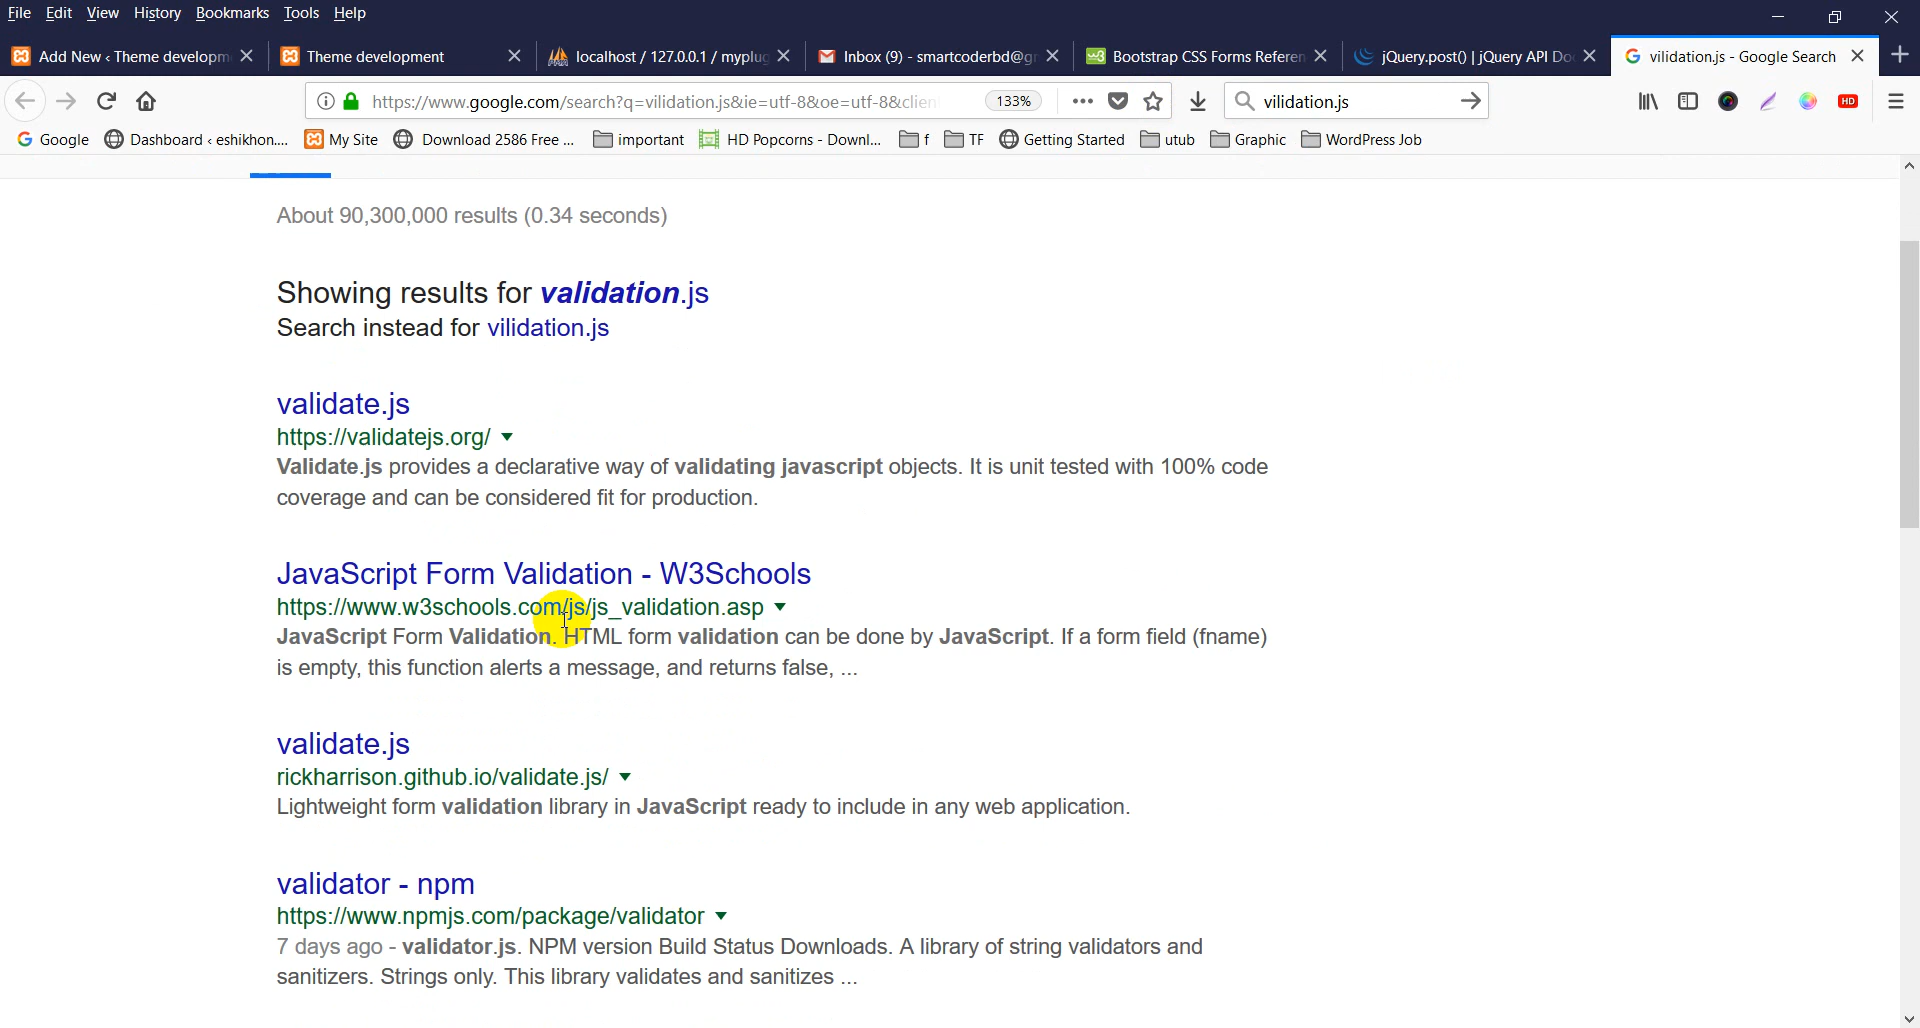 File Edit View History Bookmarks Tools Help
Add New ‹ Theme developm
Theme development
localhost / 127.0.0.1 / myplug
Inbox (9) - smartcoderbd@g
Bootstrap CSS Forms Referen
jQuery.post() | jQuery API Do
vilidation.js - Google Search
https://www.google.com/search?q=vilidation.js&ie=utf-8&oe=utf-8&clien
133%
vilidation.js
HD
Google
Dashboard ‹ eshikhon....
My Site
Download 2586 Free ...
important
HD Popcorns - Downl...
f
TF
Getting Started
utub
Graphic
WordPress Job
About 90,300,000 results (0.34 seconds)
Showing results for validation.js
Search instead for vilidation.js
validate.js
https://validatejs.org/
Validate.js provides a declarative way of validating javascript objects. It is unit tested with 100% code
coverage and can be considered fit for production.
JavaScript Form Validation - W3Schools
https://www.w3schools.com/js/js_validation.asp
JavaScript Form Validation. HTML form validation can be done by JavaScript. If a form field (fname)
is empty, this function alerts a message, and returns false, ...
validate.js
rickharrison.github.io/validate.js/
Lightweight form validation library in JavaScript ready to include in any web application.
validator - npm
https://www.npmjs.com/package/validator
7 days ago - validator.js. NPM version Build Status Downloads. A library of string validators and
sanitizers. Strings only. This library validates and sanitizes ...